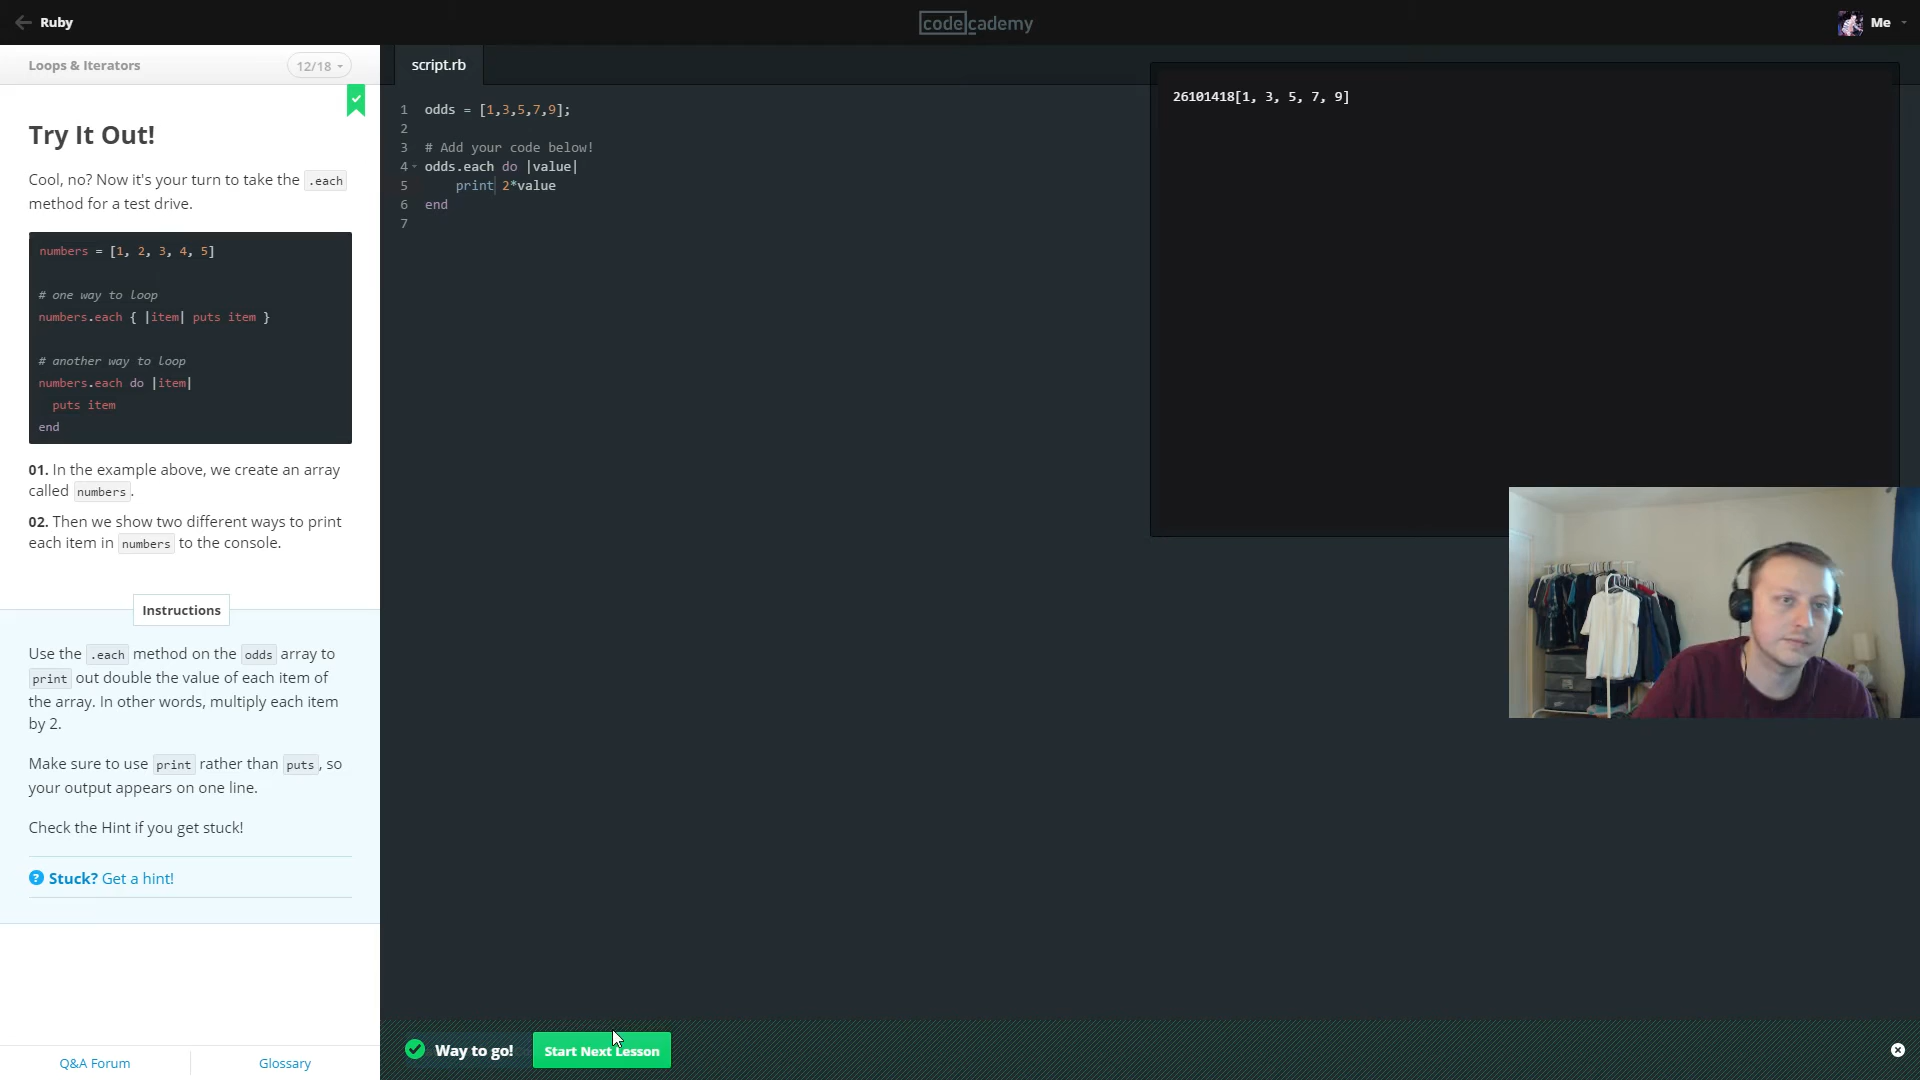 Ruby
codecademy
Me
Loops & Iterators
12/18
script.rb
Try It Out!
Cool, no? Now it's your turn to take the .each
method for a test drive.
numbers = [1, 2, 3, 4, 5]
# one way to loop
numbers.each { |item| puts item }
# another way to loop
numbers.each do |item|
puts item
end
01. In the example above, we create an array
called numbers.
02. Then we show two different ways to print
each item in numbers to the console.
Instructions
Use the .each method on the odds array to
print out double the value of each item of
the array. In other words, multiply each item
by 2.
Make sure to use print rather than puts, so
your output appears on one line.
Check the Hint if you get stuck!
? Stuck? Get a hint!
Q&A Forum
Glossary
1 odds = [1,3,5,7,9];
2
3 # Add your code below!
4 odds.each do |value|
5 print 2*value
6 end
7
26101418[1, 3, 5, 7, 9]
Way to go!
Start Next Lesson